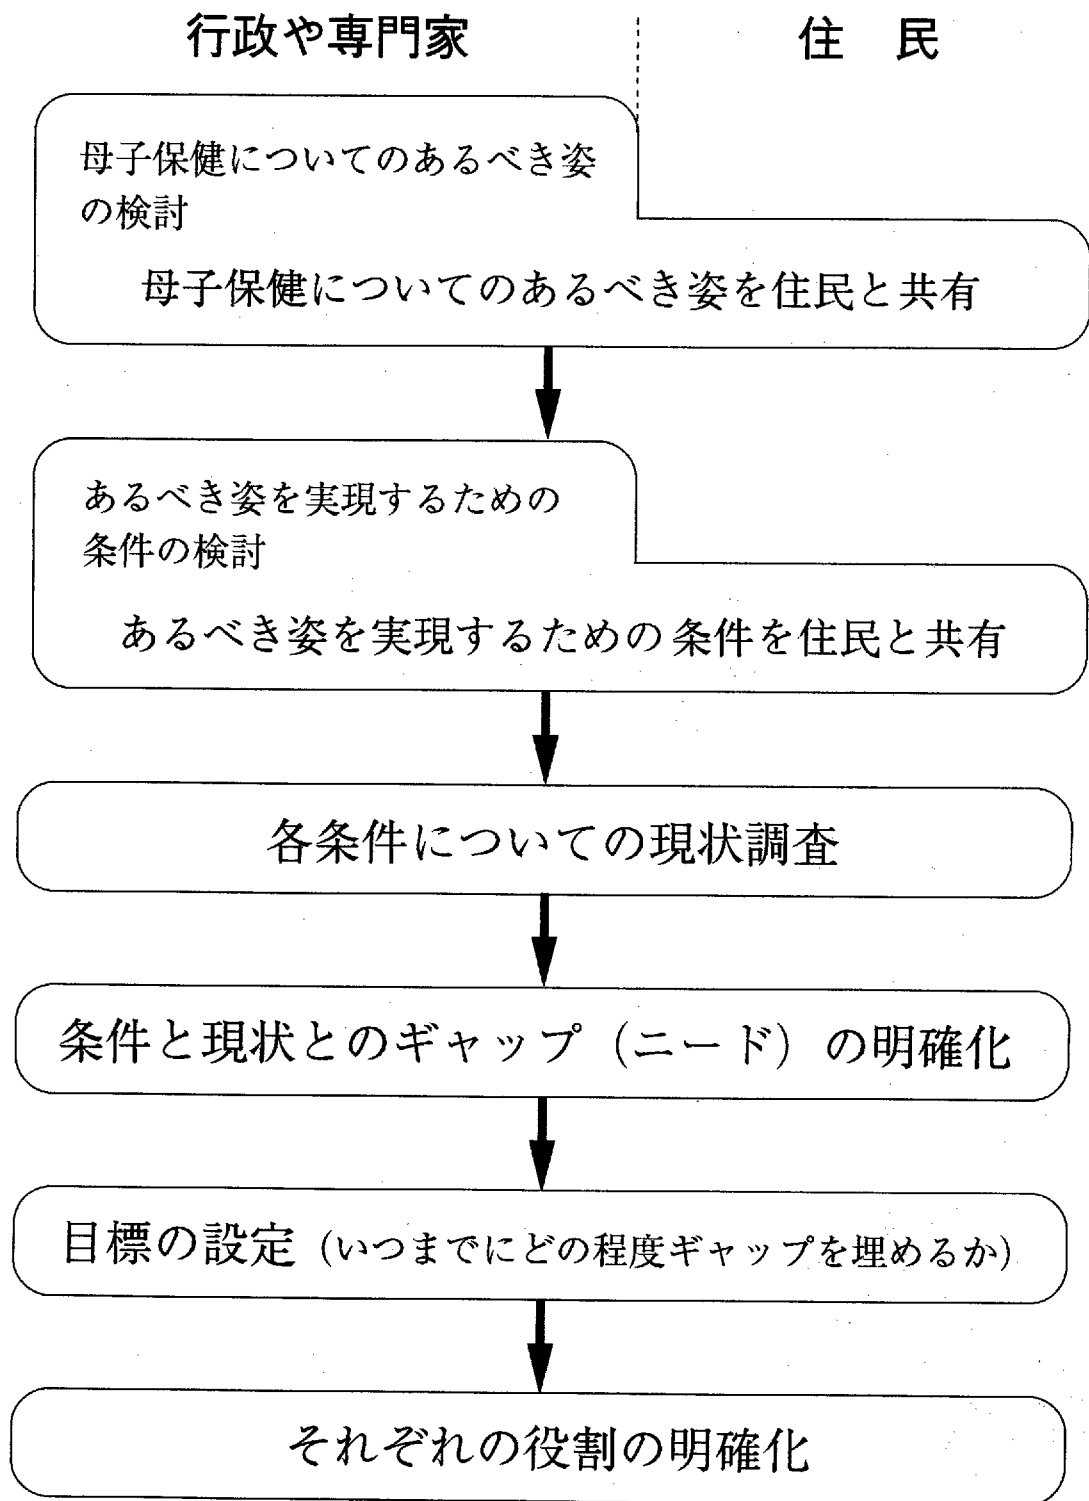 行政や専門家
住　民
母子保健についてのあるべき姿
の検討
母子保健についてのあるべき姿を住民と共有
あるべき姿を実現するための
条件の検討
あるべき姿を実現するための条件を住民と共有
各条件についての現状調査
条件と現状とのギャップ（ニード）の明確化
目標の設定（いつまでにどの程度ギャップを埋めるか）
それぞれの役割の明確化